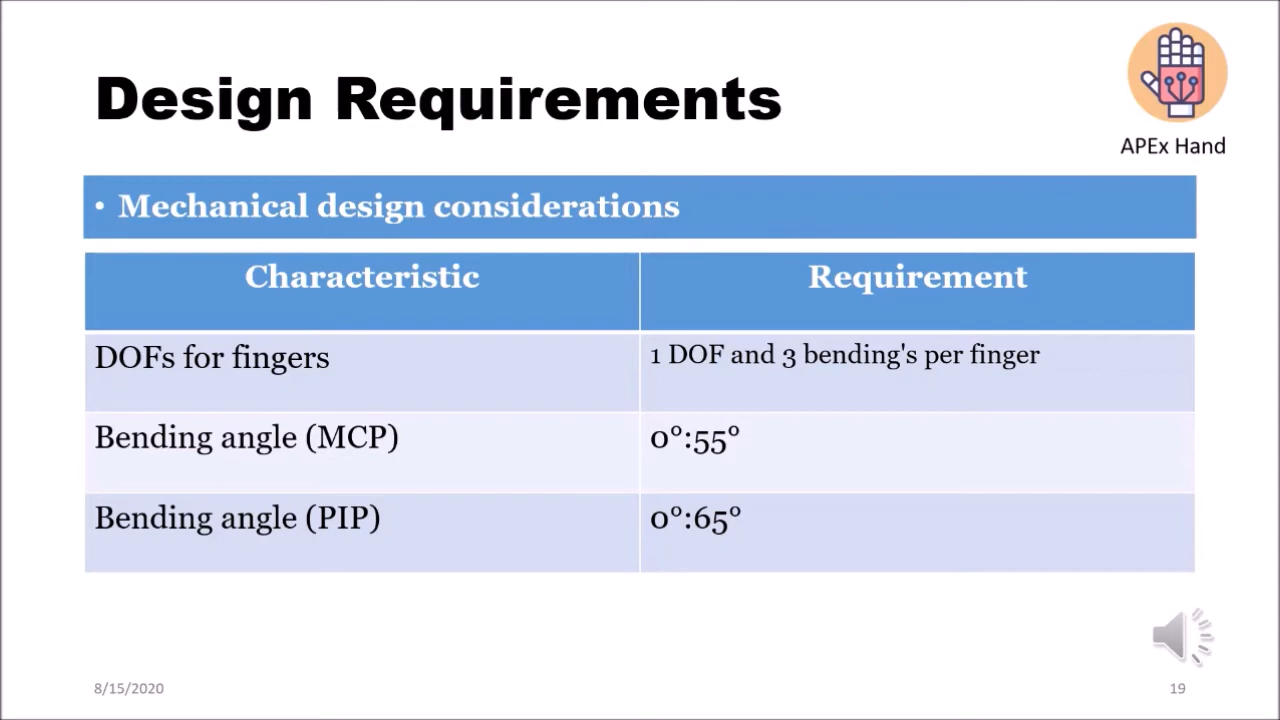 Design Requirements
APEx Hand
• Mechanical design considerations
Characteristic
Requirement
DOFs for fingers
1 DOF and 3 bending's per finger
Bending angle (MCP)
0°:55°
Bending angle (PIP)
0°:65°
8/15/2020
19